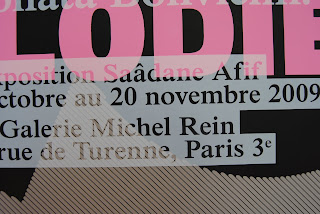 LODIE
xposition Saâdane Afif
ctobre au 20 novembre 2009
Galerie Michel Rein
rue de Turenne, Paris 3e